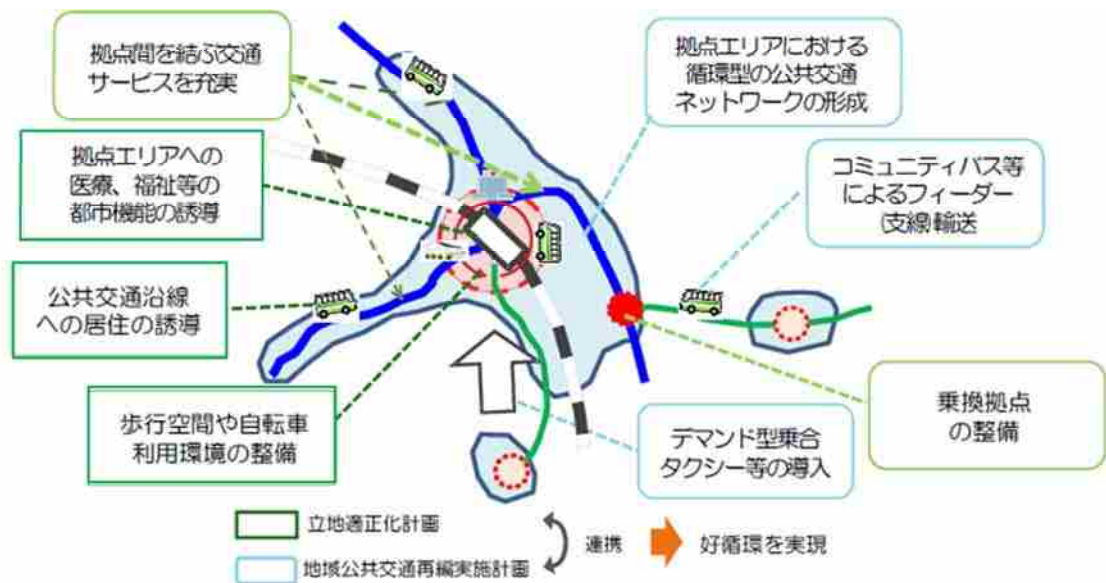 拠点間を結ぶ交通
サービスを充実
拠点エリアへの
医療、福祉等の
都市機能の誘導
公共交通沿線
への居住の誘導
歩行空間や自転車
利用環境の整備
拠点エリアにおける
循環型の公共交通
ネットワークの形成
コミュニティバス等
によるフィーダー
(支線)輸送
乗換拠点
の整備
デマンド型乗合
タクシー等の導入
立地適正化計画
地域公共交通再編実施計画
連携
好循環を実現